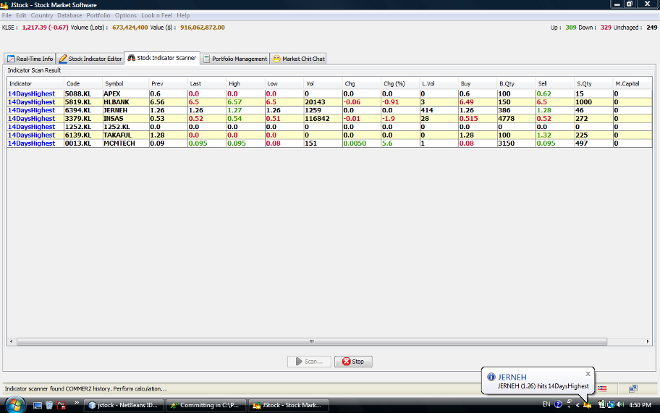 JStock - Stock Market Software
File Edit Country Database Portfolio Options Look n Feel Help
KLSE : 1,217.39 (-0.67) Volume (Lots) : 673,424,400 Value ($) : 916,062,872.00 Up : 309 Down : 329 Unchaged : 249
Real-Time Info Stock Indicator Editor Stock Indicator Scanner Portfolio Management Market Chit Chat
Indicator Scan Result
Indicator Code Symbol Prev Last High Low Vol Chg Chg (%) L.Vol Buy B.Qty Sell S.Qty M.Capital
14DaysHighest 5088.KL APEX 0.6 0.0 0.0 0.0 0 0.0 0.0 0 0.6 100 0.62 15 0
14DaysHighest 5819.KL HLBANK 6.56 6.5 6.57 6.5 20143 -0.06 -0.91 3 6.49 150 6.5 1000 0
14DaysHighest 6394.KL JERNEH 1.26 1.26 1.27 1.26 1259 0.0 0.0 414 1.26 386 1.28 46 0
14DaysHighest 3379.KL INSAS 0.53 0.52 0.54 0.51 116842 -0.01 -1.9 28 0.515 4778 0.52 272 0
14DaysHighest 1252.KL 1252.KL 0.0 0.0 0.0 0.0 0 0.0 0.0 0 0.0 0 0.0 0 0
14DaysHighest 6139.KL TAKAFUL 1.28 0.0 0.0 0.0 0 0.0 0.0 0 1.28 100 1.32 225 0
14DaysHighest 0013.KL MCMTECH 0.09 0.095 0.095 0.08 151 0.0050 5.6 1 0.08 3150 0.095 497 0
Scan... Stop
JERNEH
JERNEH (1.26) hits 14DaysHighest
Indicator scanner found COMMERZ history. Perform calculation...
jstock - NetBeans ID... Committing in C:\P... JStock - Stock Mark... EN 4:50 PM